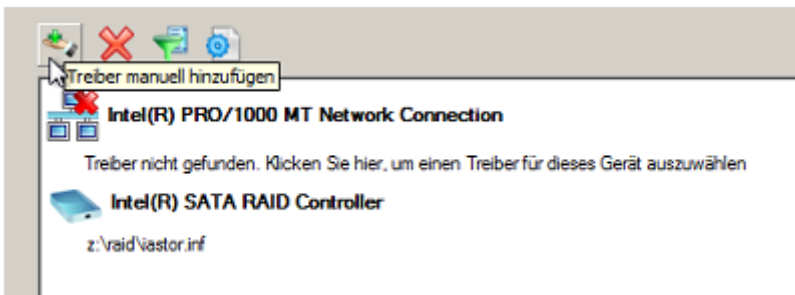 Treiber manuell hinzufügen
Intel(R) PRO/1000 MT Network Connection
Treiber nicht gefunden. Klicken Sie hier, um einen Treiber für dieses Gerät auszuwählen
Intel(R) SATA RAID Controller
z:\raid\iastor.inf